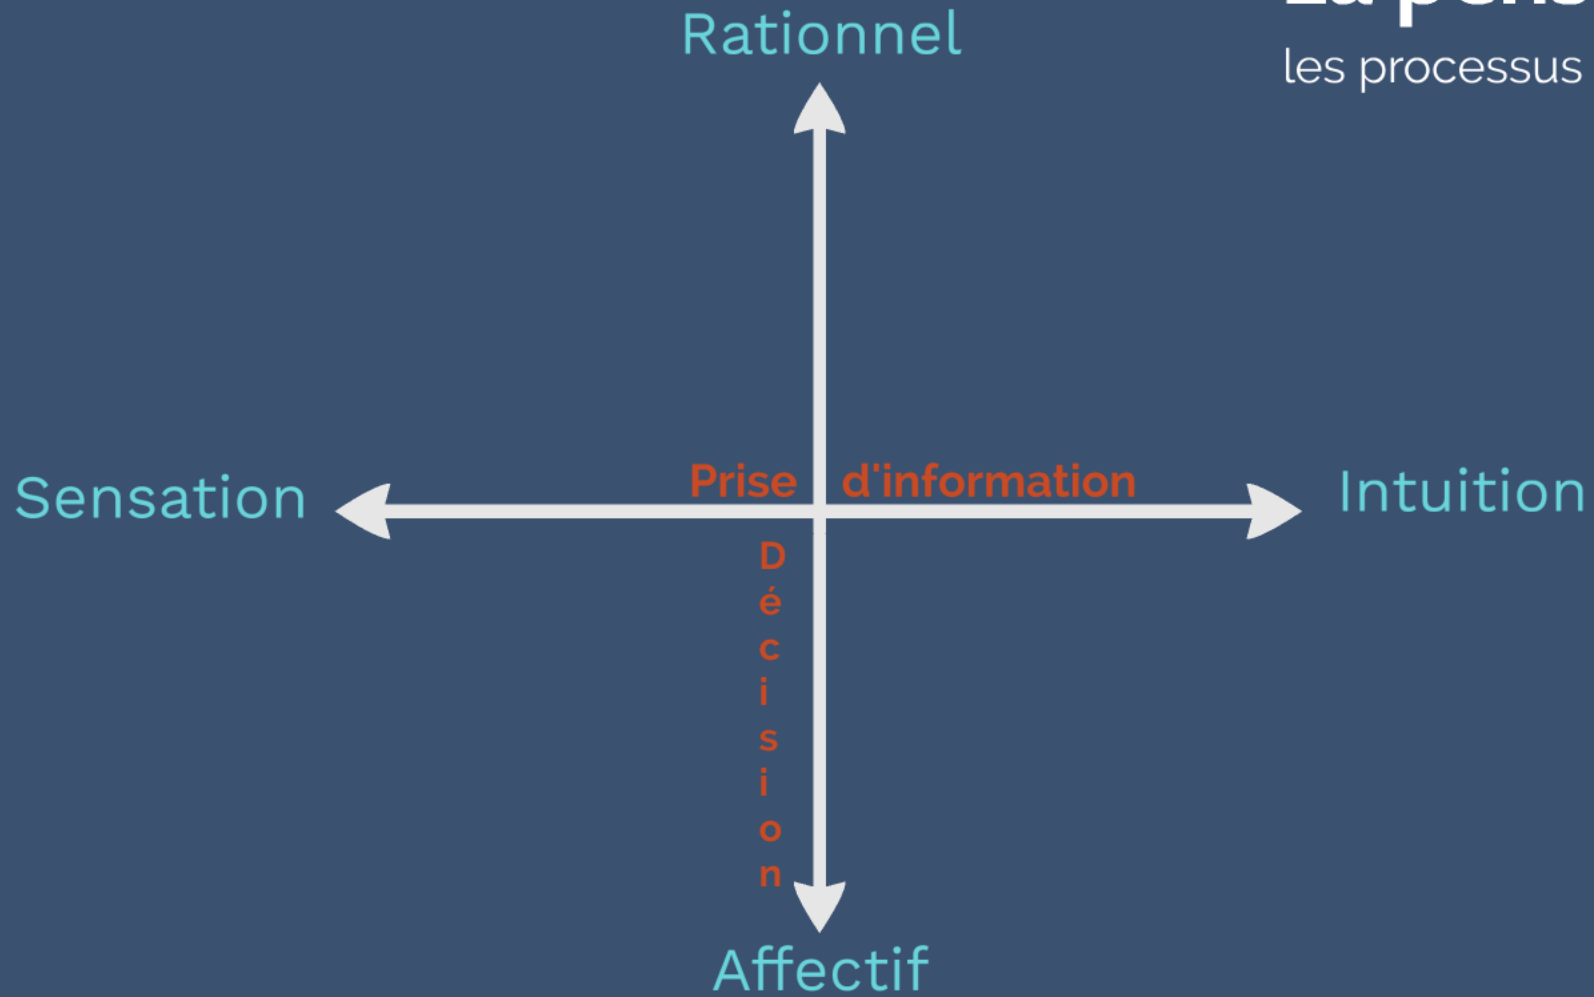 Rationnel
les processus
Sensation
Prise d'information
Intuition
Décision
Affectif